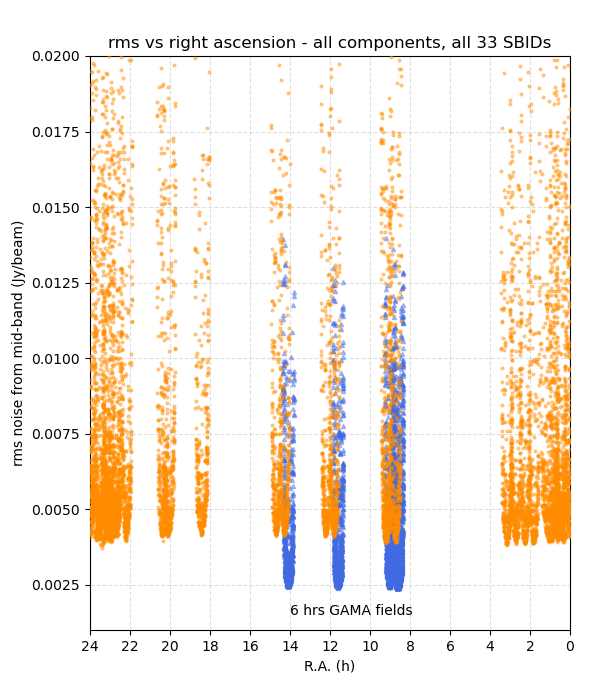 rms vs right ascension - all components, all 33 SBIDs
rms noise from mid-band (Jy/beam)
0.0200
0.0175
0.0150
0.0125
0.0100
0.0075
0.0050
0.0025
6 hrs GAMA fields
24 22 20 18 16 14 12 10 8 6 4 2 0
R.A. (h)